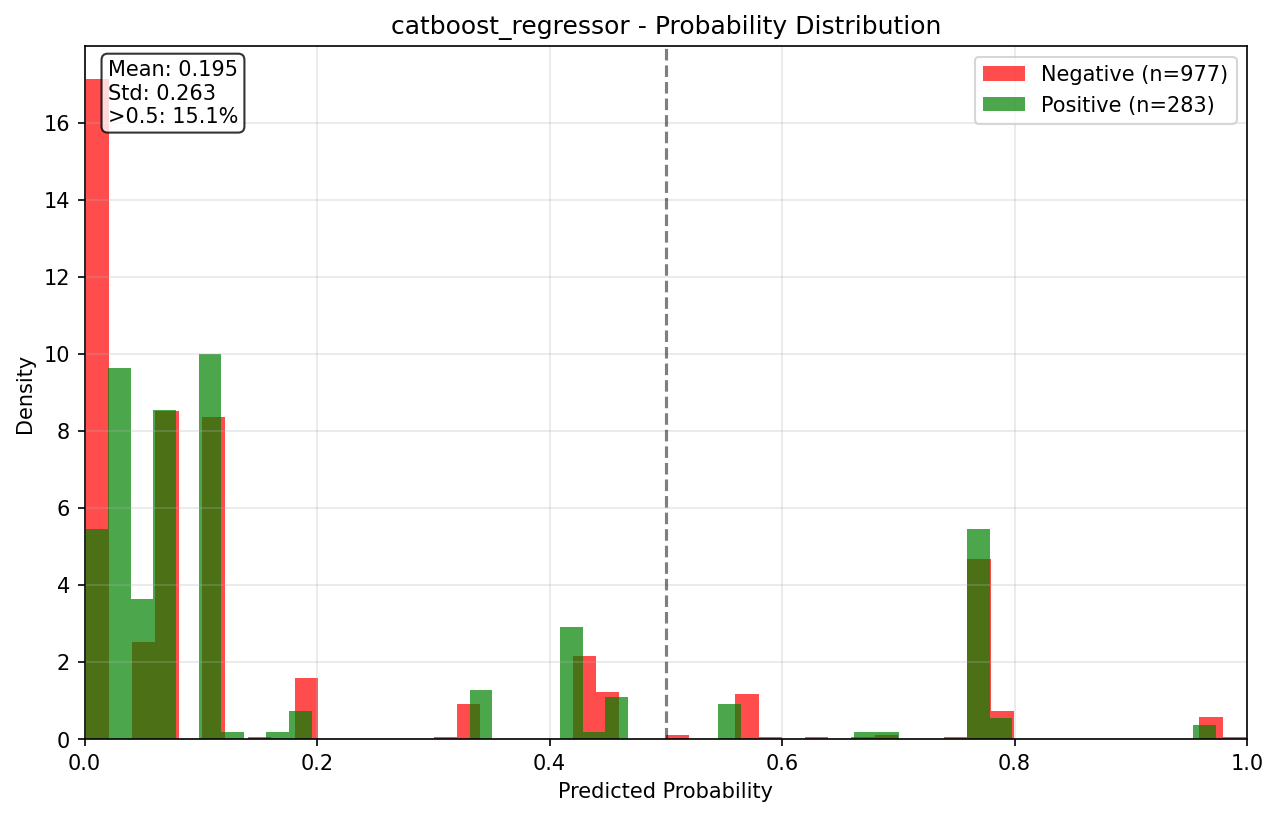 catboost_regressor - Probability Distribution
Mean: 0.195
Std: 0.263
>0.5: 15.1%
Negative (n=977)
Positive (n=283)
Density
16
14
12
10
8
6
4
2
0
0.0 0.2 0.4 0.6 0.8 1.0
Predicted Probability